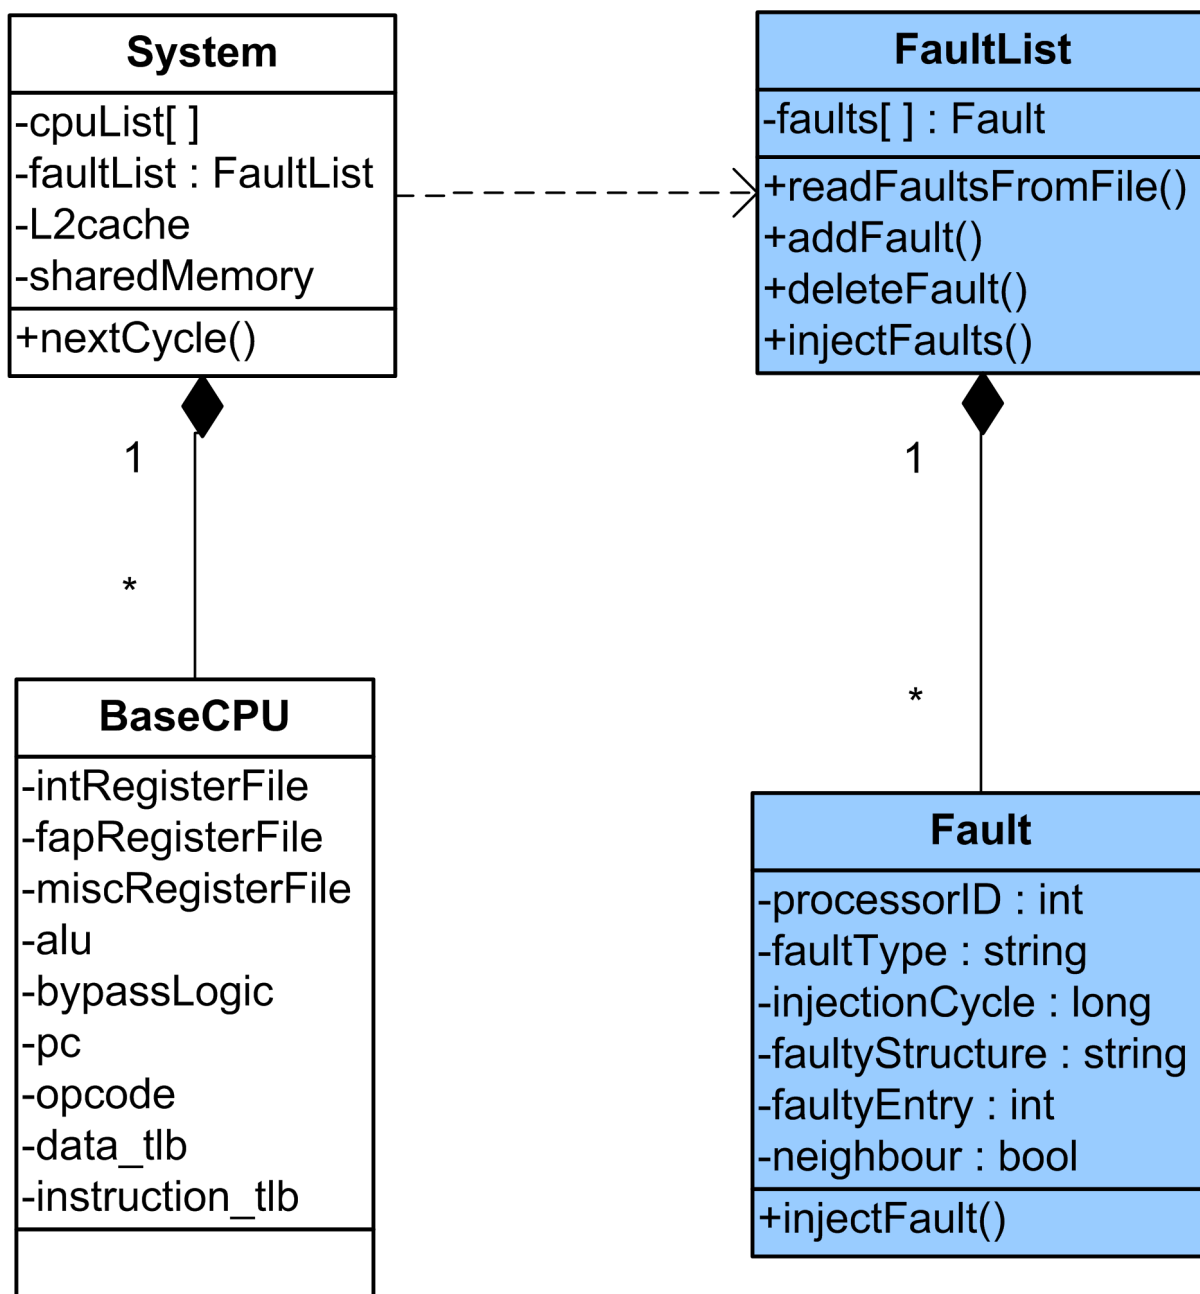 System
-cpuList[ ]
-faultList : FaultList
-L2cache
-sharedMemory
+nextCycle()
1
*
BaseCPU
-intRegisterFile
-fapRegisterFile
-miscRegisterFile
-alu
-bypassLogic
-pc
-opcode
-data_tlb
-instruction_tlb
FaultList
-faults[ ] : Fault
+readFaultsFromFile()
+addFault()
+deleteFault()
+injectFaults()
1
*
Fault
-processorID : int
-faultType : string
-injectionCycle : long
-faultyStructure : string
-faultyEntry : int
-neighbour : bool
+injectFault()